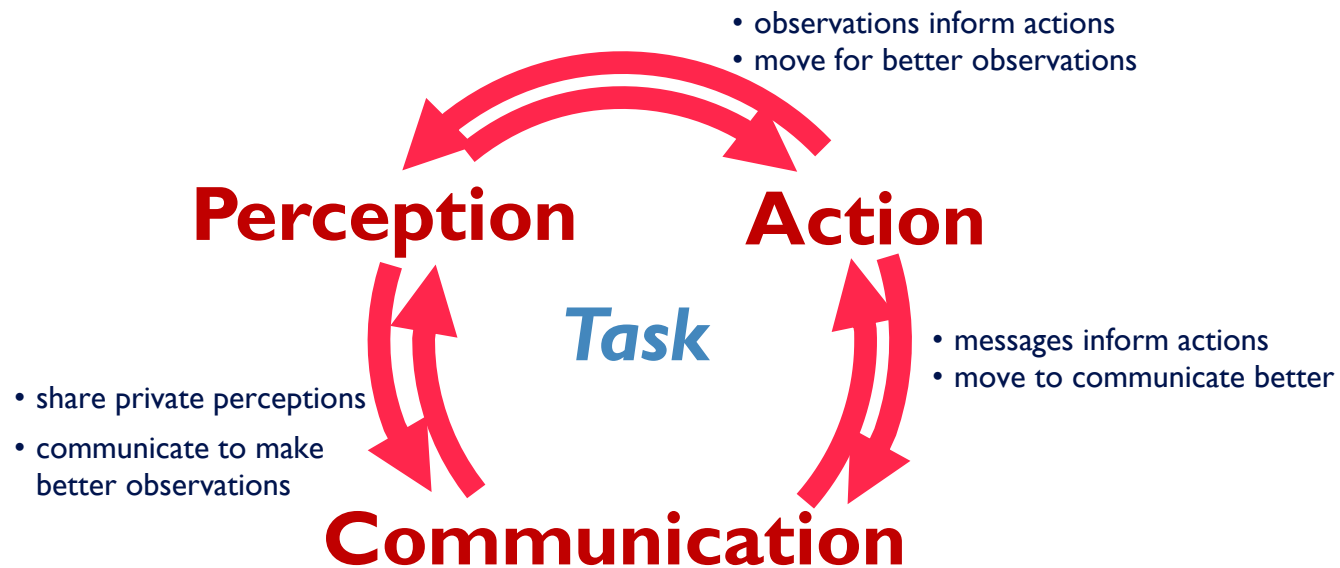 • observations inform actions
• move for better observations
Perception
Action
Task
• messages inform actions
• move to communicate better
• share private perceptions
• communicate to make
better observations
Communication